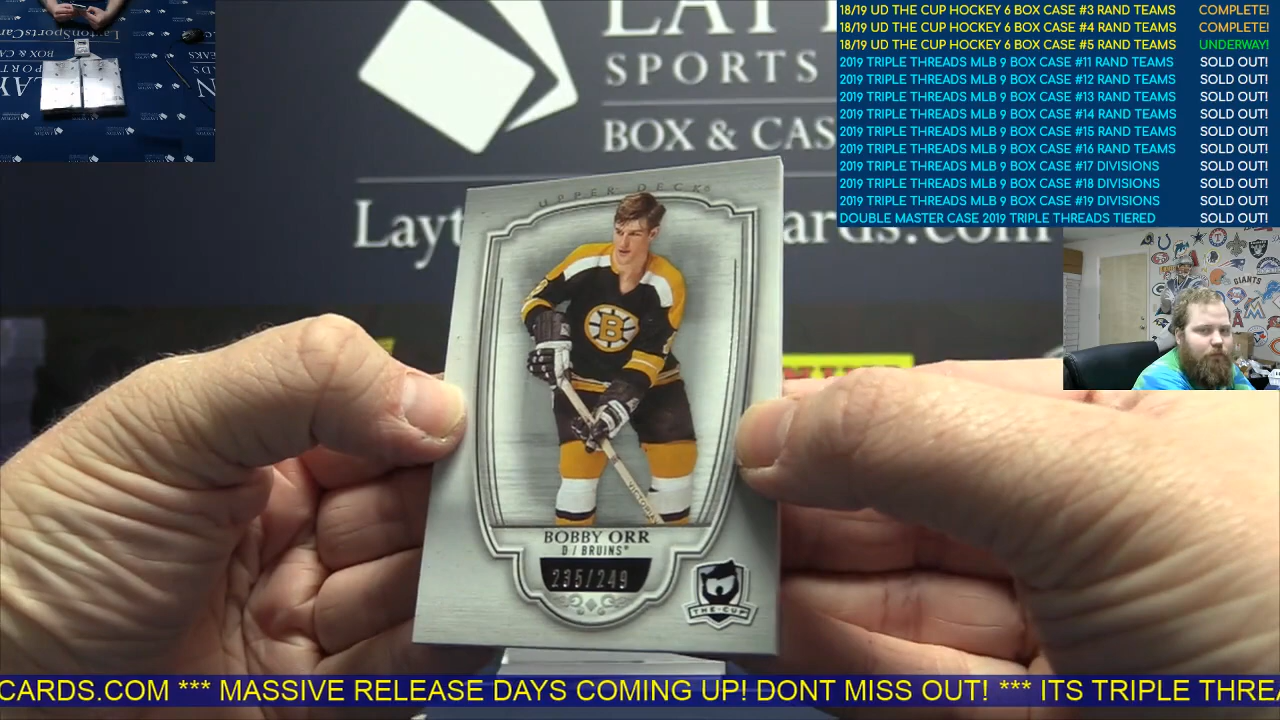 LAYT
SPORTS
BOX & CAS
Layt
ards.com
18/19 UD THE CUP HOCKEY 6 BOX CASE #3 RAND TEAMS COMPLETE!
18/19 UD THE CUP HOCKEY 6 BOX CASE #4 RAND TEAMS COMPLETE!
18/19 UD THE CUP HOCKEY 6 BOX CASE #5 RAND TEAMS UNDERWAY!
2019 TRIPLE THREADS MLB 9 BOX CASE #11 RAND TEAMS SOLD OUT!
2019 TRIPLE THREADS MLB 9 BOX CASE #12 RAND TEAMS SOLD OUT!
2019 TRIPLE THREADS MLB 9 BOX CASE #13 RAND TEAMS SOLD OUT!
2019 TRIPLE THREADS MLB 9 BOX CASE #14 RAND TEAMS SOLD OUT!
2019 TRIPLE THREADS MLB 9 BOX CASE #15 RAND TEAMS SOLD OUT!
2019 TRIPLE THREADS MLB 9 BOX CASE #16 RAND TEAMS SOLD OUT!
2019 TRIPLE THREADS MLB 9 BOX CASE #17 DIVISIONS SOLD OUT!
2019 TRIPLE THREADS MLB 9 BOX CASE #18 DIVISIONS SOLD OUT!
2019 TRIPLE THREADS MLB 9 BOX CASE #19 DIVISIONS SOLD OUT!
DOUBLE MASTER CASE 2019 TRIPLE THREADS TIERED SOLD OUT!
GIANTS
UPPER DECK
B
BOBBY ORR
D / BRUINS
235/249
THE-CUP
CARDS.COM *** MASSIVE RELEASE DAYS COMING UP! DONT MISS OUT! *** ITS TRIPLE THREA